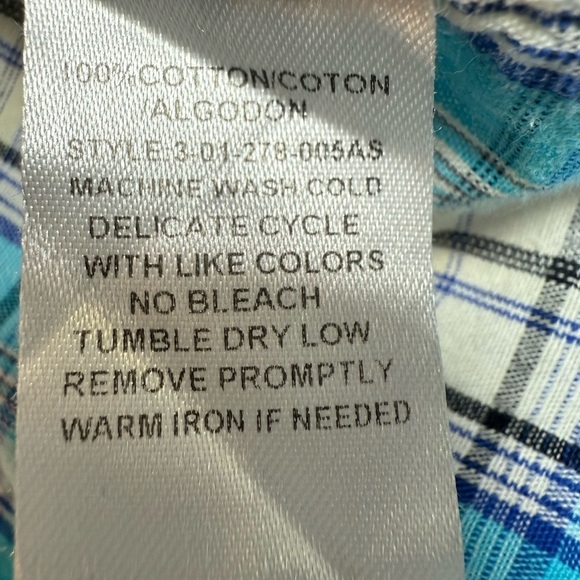 100%COTTON/COTON
/ALGODON
STYLE:3-01-278-005AS
MACHINE WASH COLD
DELICATE CYCLE
WITH LIKE COLORS
NO BLEACH
TUMBLE DRY LOW
REMOVE PROMPTLY
WARM IRON IF NEEDED